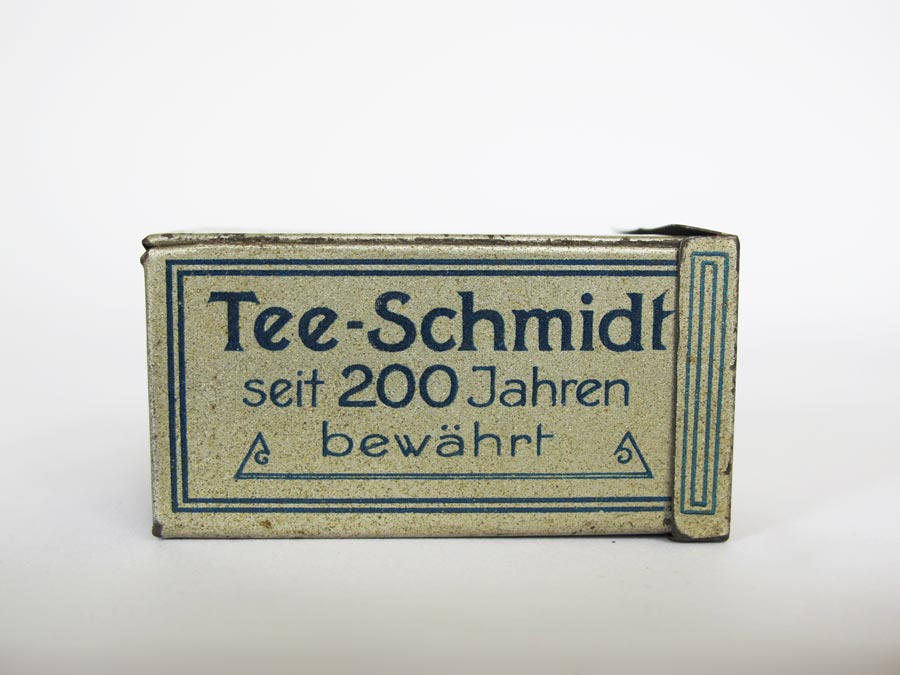 Tee-Schmidt
seit 200 Jahren
bewährt